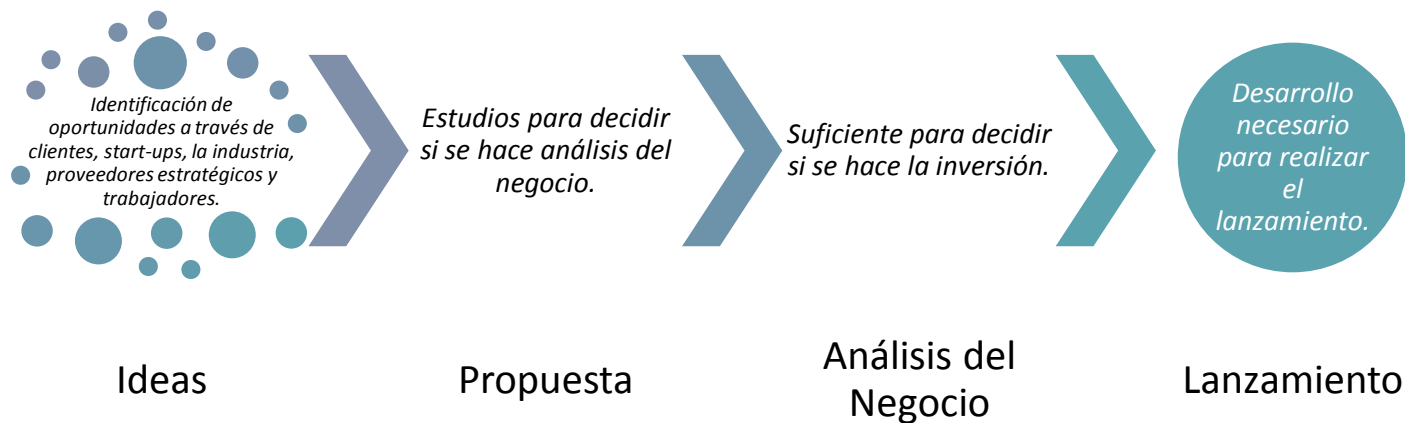 Identificación de
oportunidades a través de
clientes, start-ups, la industria,
proveedores estratégicos y
trabajadores.
Estudios para decidir
si se hace análisis del
negocio.
Suficiente para decidir
si se hace la inversión.
Desarrollo
necesario
para realizar
el
lanzamiento.
Ideas
Propuesta
Análisis del
Negocio
Lanzamiento